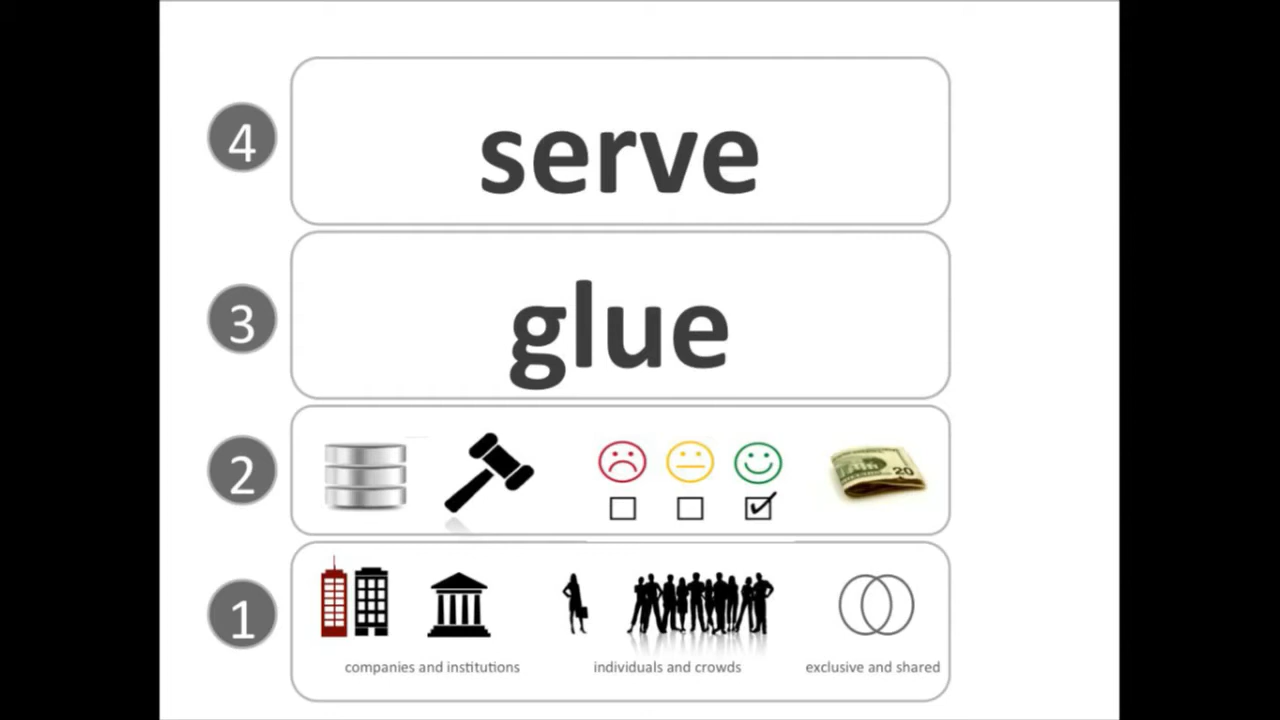 4
serve
3
glue
2
20
1
companies and institutions
individuals and crowds
exclusive and shared